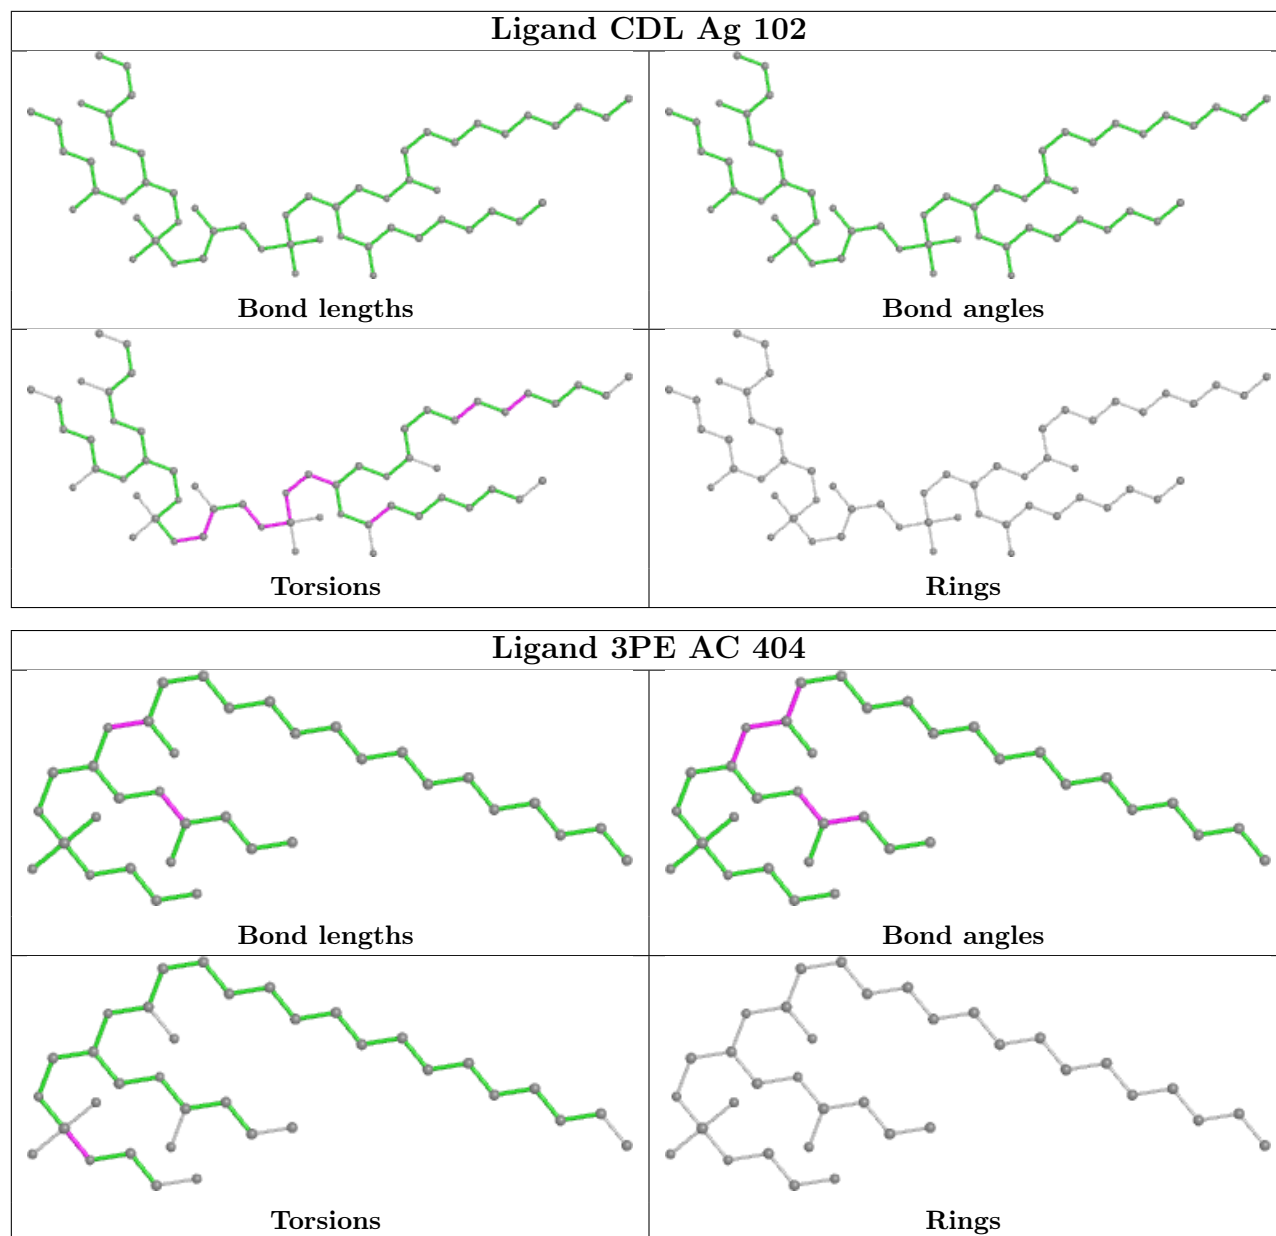 Ligand CDL Ag 102
Bond lengths
Bond angles
Torsions
Rings
Ligand 3PE AC 404
Bond lengths
Bond angles
Torsions
Rings